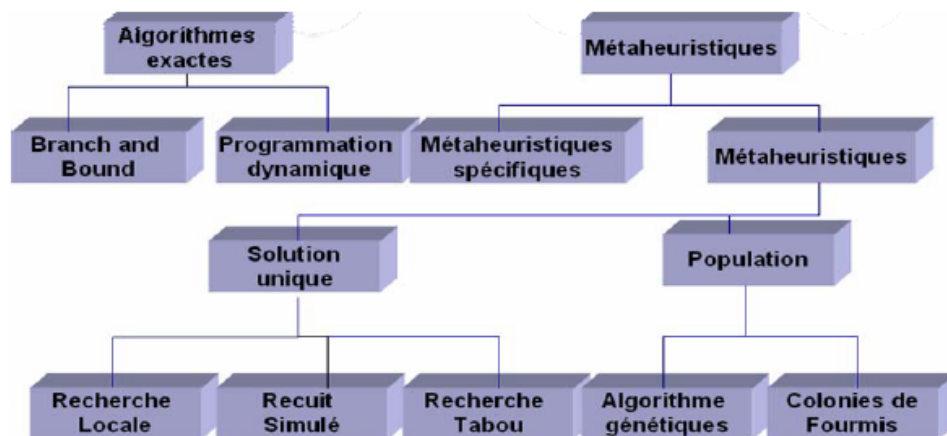 Algorithmes
exactes
Métaheuristiques
Branch and
Bound
Programmation
dynamique
Métaheuristiques
spécifiques
Métaheuristiques
Solution
unique
Population
Recherche
Locale
Recuit
Simulé
Recherche
Tabou
Algorithme
génétiques
Colonies de
Fourmis